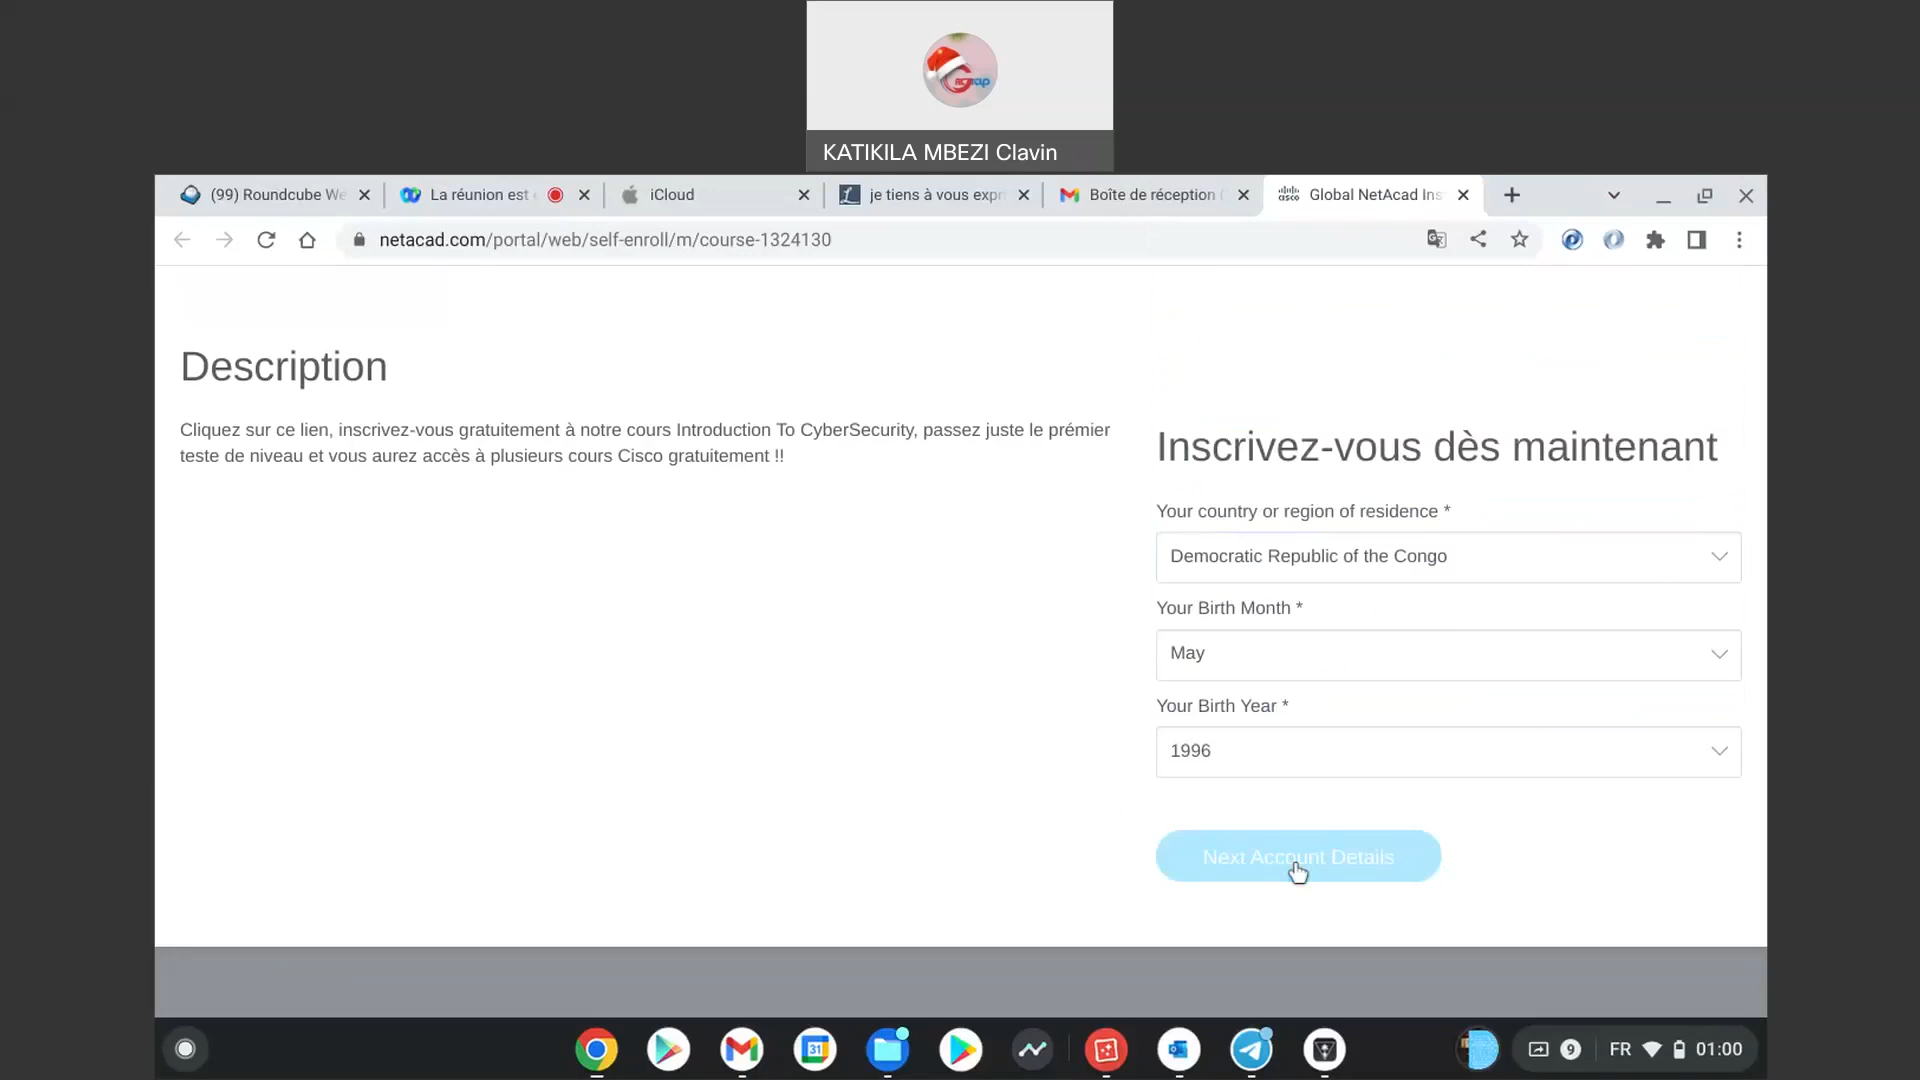 KATIKILA MBEZI Clavin
(99) Roundcube We
La réunion est
iCloud
je tiens à vous expr
Boîte de réception (
Global NetAcad Ins
netacad.com/portal/web/self-enroll/m/course-1324130
Description
Cliquez sur ce lien, inscrivez-vous gratuitement à notre cours Introduction To CyberSecurity, passez juste le prémier
teste de niveau et vous aurez accès à plusieurs cours Cisco gratuitement !!
Inscrivez-vous dès maintenant
Your country or region of residence *
Democratic Republic of the Congo
Your Birth Month *
May
Your Birth Year *
1996
Next Account Details
31
9
FR
01:00